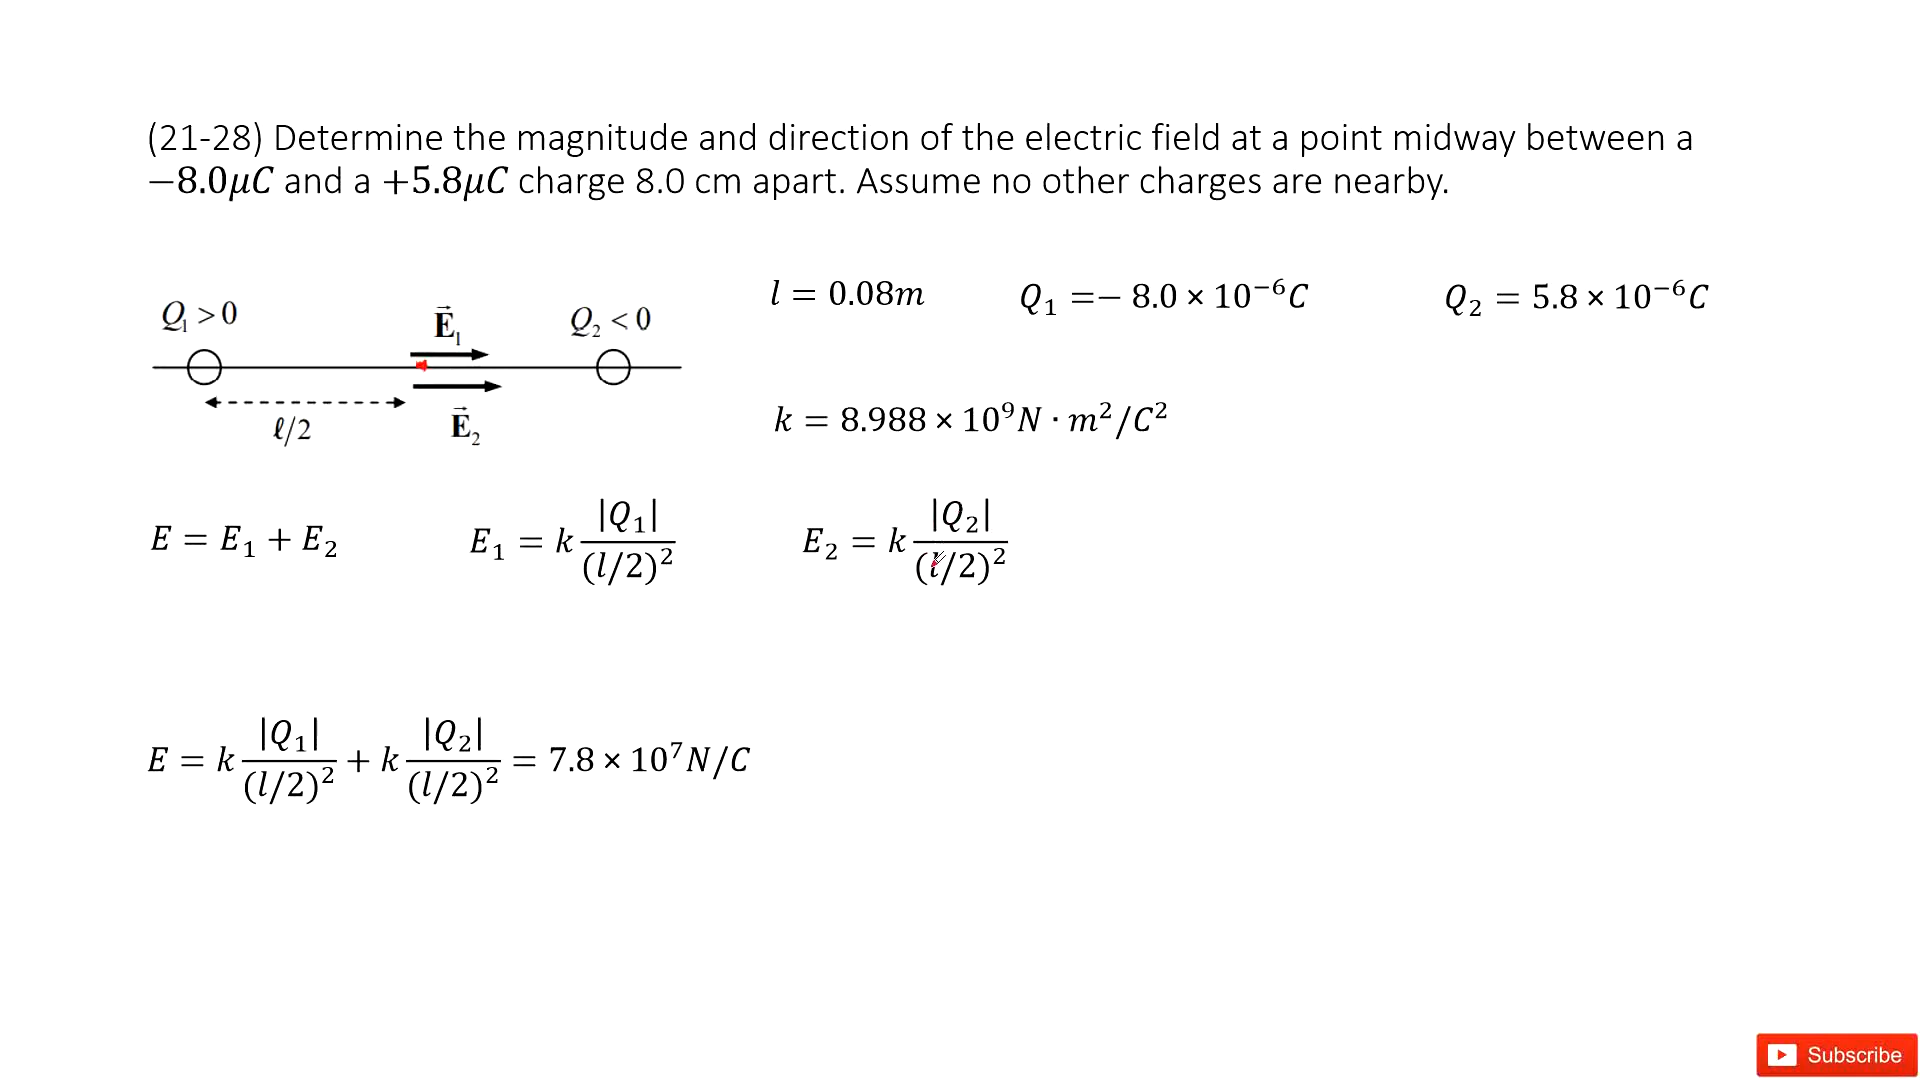 (21-28) Determine the magnitude and direction of the electric field at a point midway between a
−8.0μC and a +5.8μC charge 8.0 cm apart. Assume no other charges are nearby.
Q₁ > 0
E⃗₁
Q₂ < 0
ℓ/2
E⃗₂
l = 0.08m
Q₁ =− 8.0 × 10⁻⁶C
Q₂ = 5.8 × 10⁻⁶C
k = 8.988 × 10⁹N · m²/C²
E = E₁ + E₂
E₁ = k |Q₁|/(l/2)²
E₂ = k |Q₂|/(l/2)²
E = k |Q₁|/(l/2)² + k |Q₂|/(l/2)² = 7.8 × 10⁷N/C
Subscribe